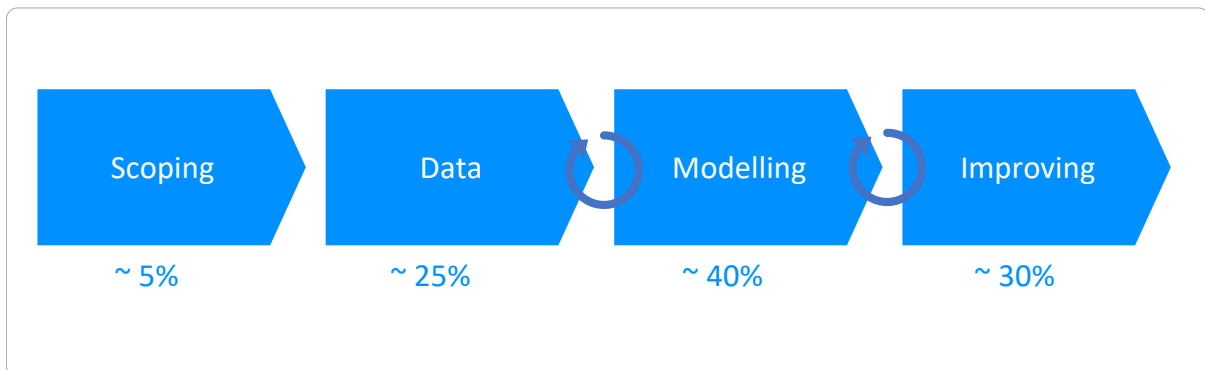 Scoping
Data
Modelling
Improving
~ 5%
~ 25%
~ 40%
~ 30%